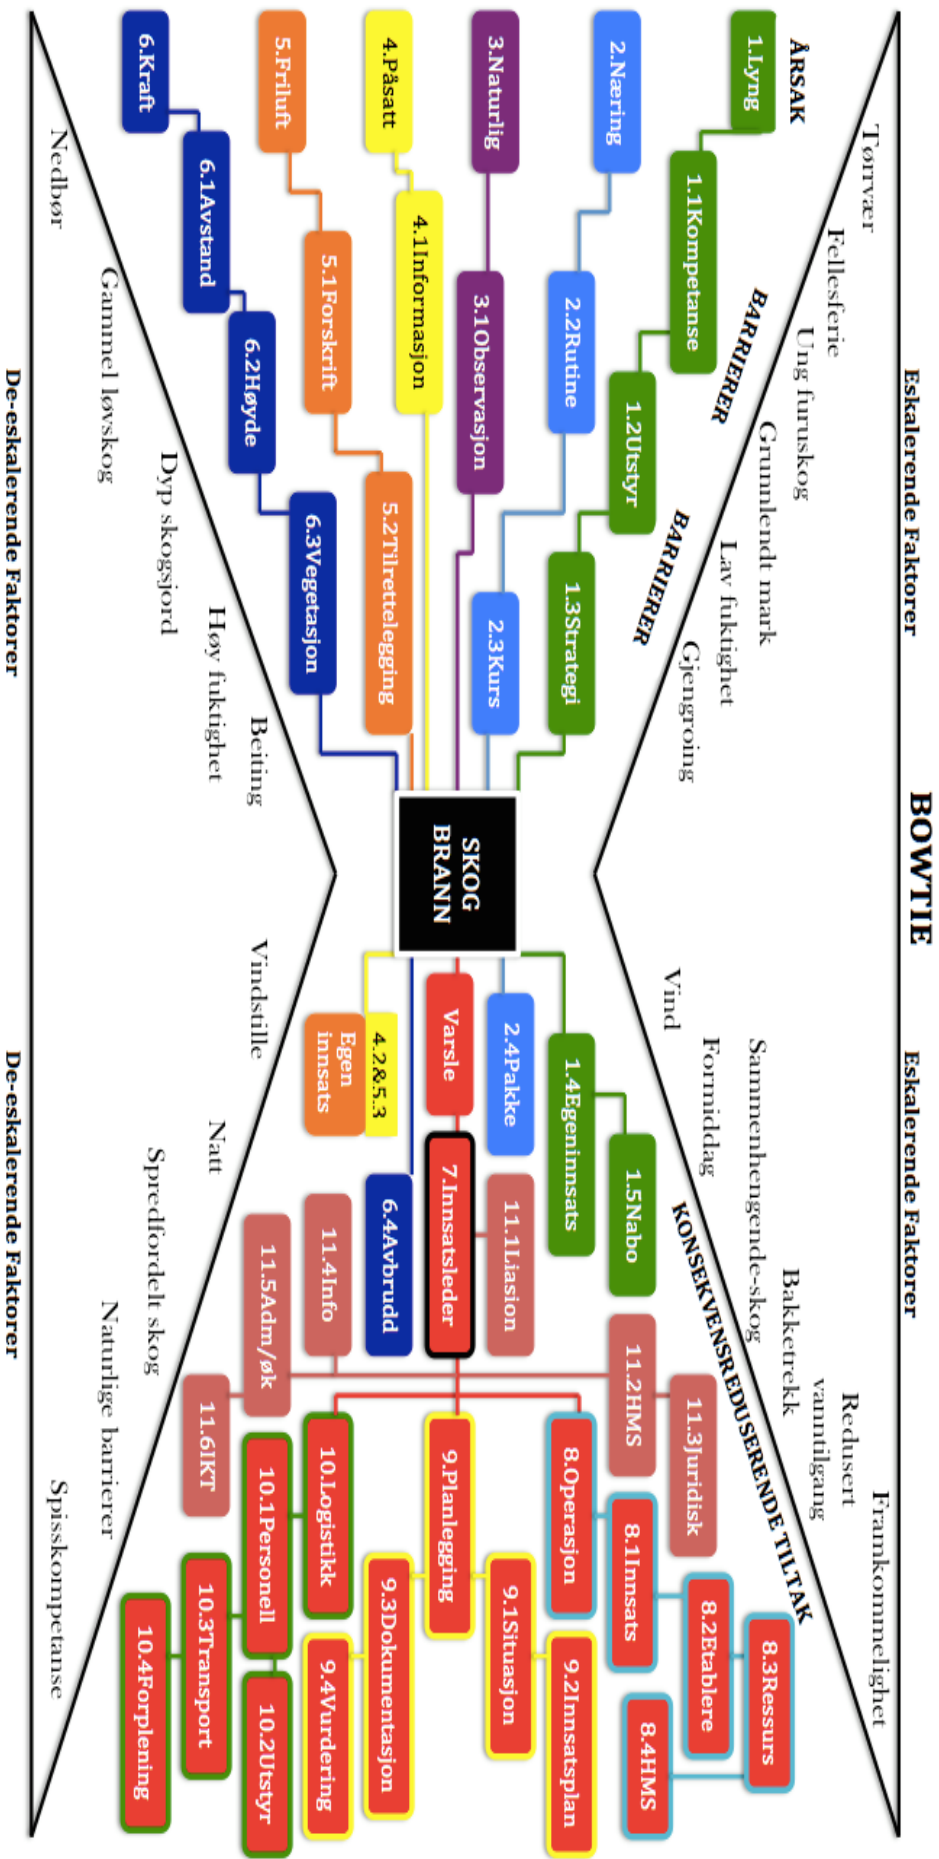 BOWTIE
Eskalerende Faktorer
Eskalerende Faktorer
ÅRSAK
Tørrvær
Fellesferie
Ung furuskog
Grunnlendt mark
Lav fuktighet
Gjengroing
BARRIERER
BARRIERER
Vind
Formiddag
Sammenhengende-skog
Bakketrekk
Redusert
vanntilgang
Framkommelighet
KONSEKVENSREDUSERENDE TILTAK
1.Lyng
1.1Kompetanse
1.2Utstyr
1.3Strategi
2.Næring
2.2Rutine
2.3Kurs
3.Naturlig
3.1Observasjon
4.Påsatt
4.1Informasjon
5.Friluft
5.1Forskrift
5.2Tilrettelegging
6.Kraft
6.1Avstand
6.2Høyde
6.3Vegetasjon
SKOG
BRANN
1.4Egeninnsats
1.5Nabo
2.4Pakke
Varsle
4.2&5.3
Egen
innsats
6.4Avbrudd
7.Innsatsleder
11.1Liasion
11.2HMS
11.3Juridisk
11.4Info
11.5Adm/øk
11.6IKT
8.Operasjon
8.1Innsats
8.2Etablere
8.3Ressurs
8.4HMS
9.Planlegging
9.1Situasjon
9.2Innsatsplan
9.3Dokumentasjon
9.4Vurdering
10.Logistikk
10.1Personell
10.2Utstyr
10.3Transport
10.4Forplening
Nedbør
Gammel løvskog
Dyp skogsjord
Høy fuktighet
Beiting
Vindstille
Natt
Spredfordelt skog
Naturlige barrierer
Spisskompetanse
De-eskalerende Faktorer
De-eskalerende Faktorer